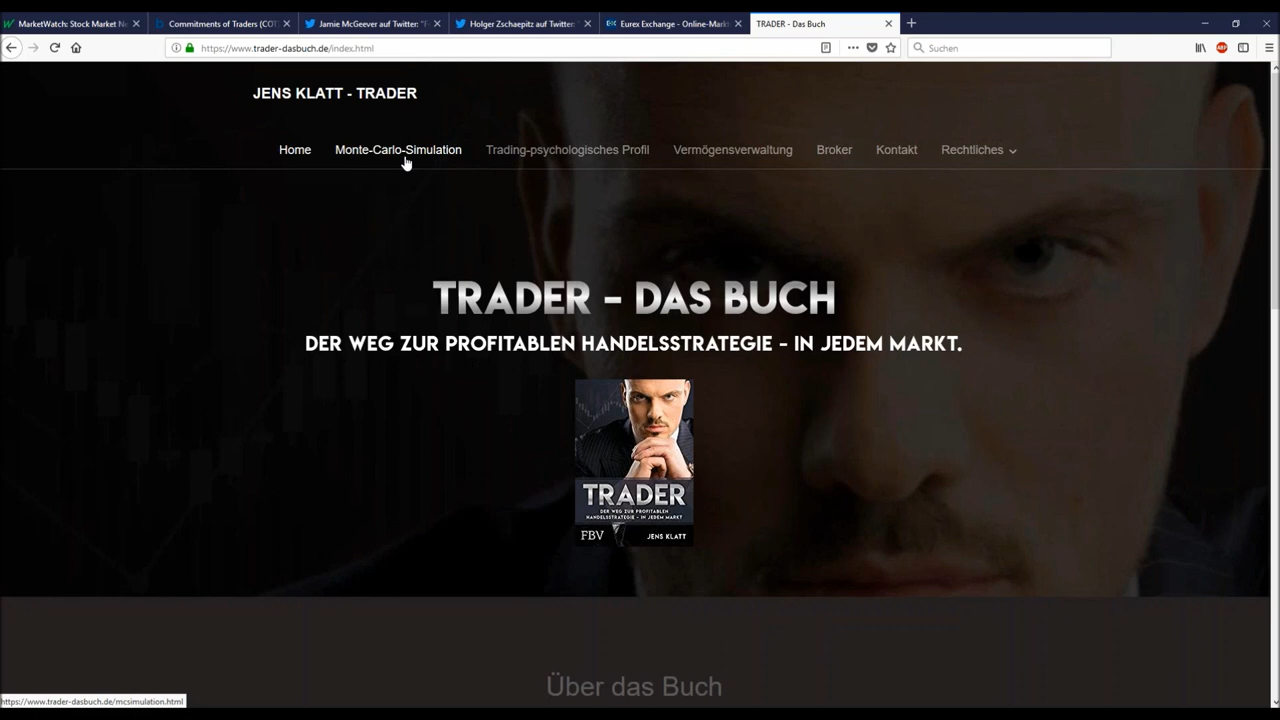 MarketWatch: Stock Market Ne
Commitments of Traders (COT
Jamie McGeever auf Twitter: "F
Holger Zschaepitz auf Twitter:
Eurex Exchange - Online-Markt
TRADER - Das Buch
https://www.trader-dasbuch.de/index.html
Suchen
ABP
JENS KLATT - TRADER
Home
Monte-Carlo-Simulation
Trading-psychologisches Profil
Vermögensverwaltung
Broker
Kontakt
Rechtliches
TRADER – DAS BUCH
DER WEG ZUR PROFITABLEN HANDELSSTRATEGIE - IN JEDEM MARKT.
TRADER
DER WEG ZUR PROFITABLEN
HANDELSSTRATEGIE – IN JEDEM MARKT
FBV
JENS KLATT
Über das Buch
https://www.trader-dasbuch.de/mcsimulation.html